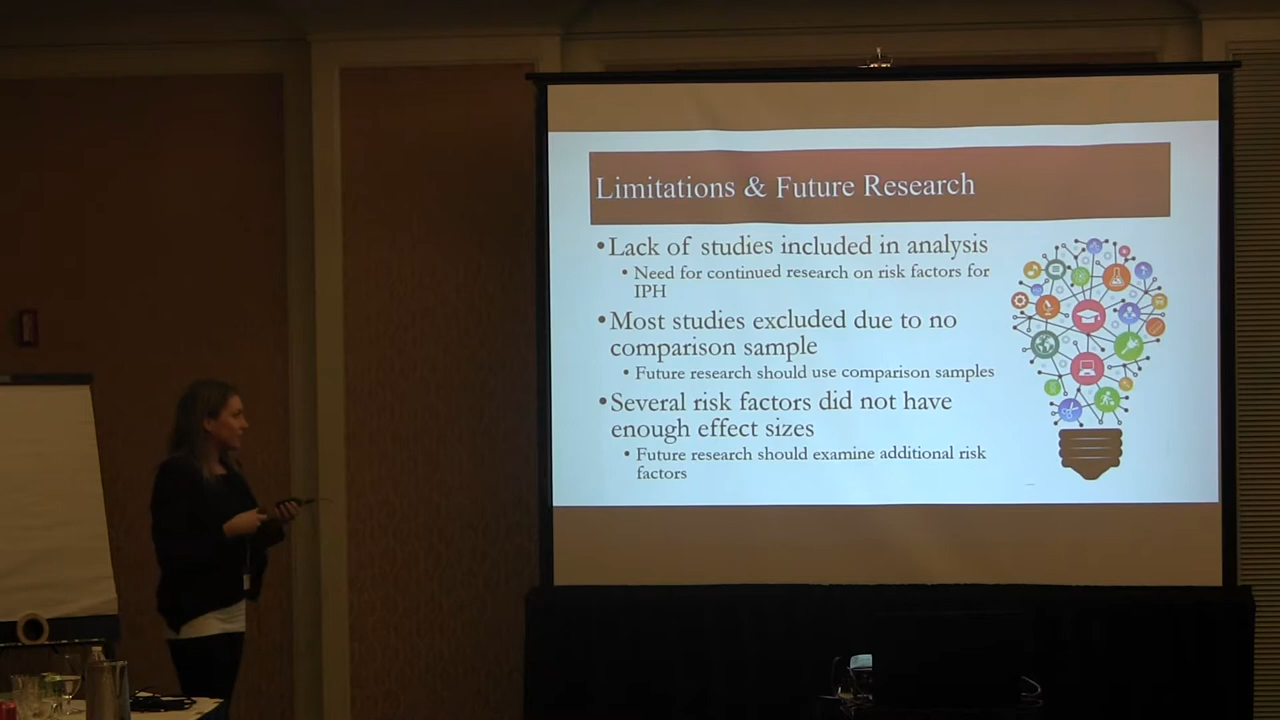 Limitations & Future Research
•Lack of studies included in analysis
• Need for continued research on risk factors for
IPH
•Most studies excluded due to no
comparison sample
• Future research should use comparison samples
•Several risk factors did not have
enough effect sizes
• Future research should examine additional risk
factors